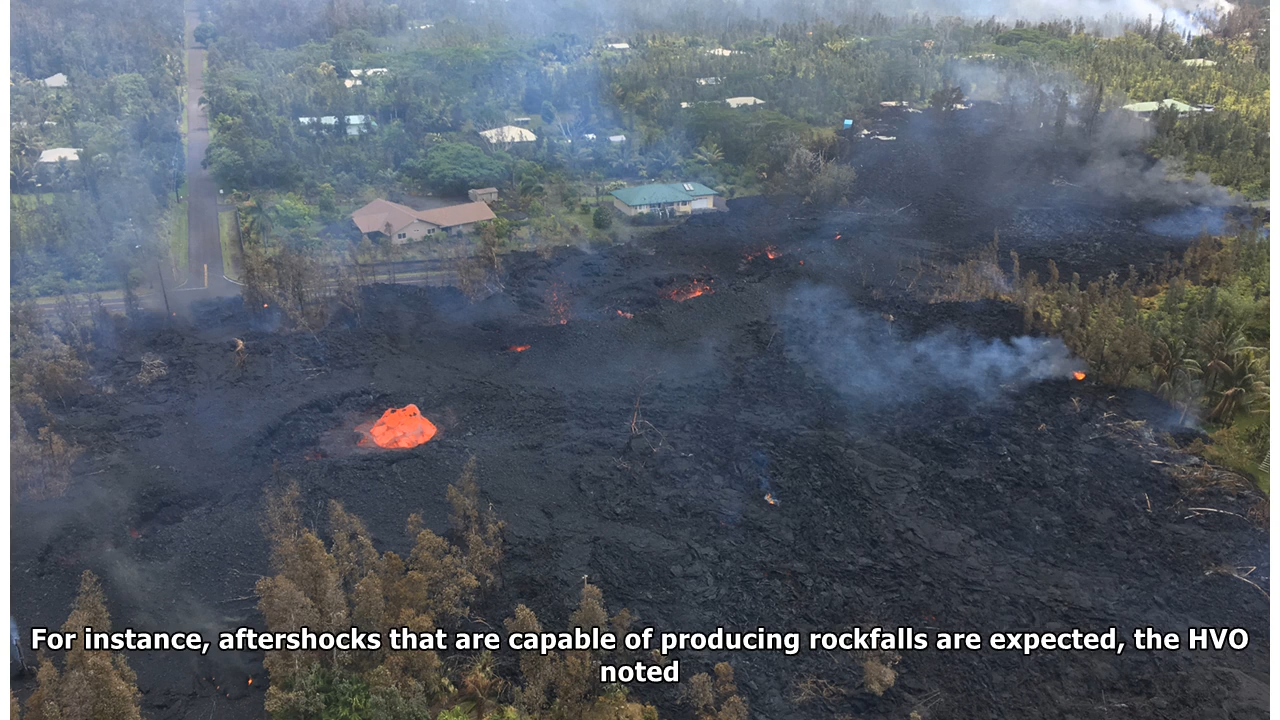 For instance, aftershocks that are capable of producing rockfalls are expected, the HVO
noted